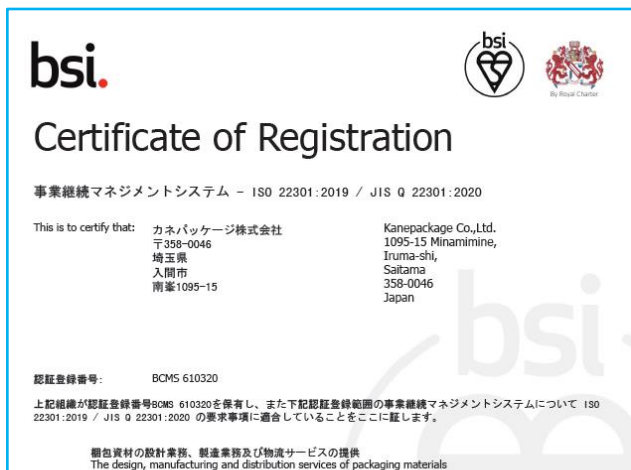 bsi.
bsi
By Royal Charter
Certificate of Registration
事業継続マネジメントシステム - ISO 22301:2019 / JIS Q 22301:2020
This is to certify that:
カネパッケージ株式会社
〒358-0046
埼玉県
入間市
南峯1095-15
Kanepackage Co.,Ltd.
1095-15 Minamimine,
Iruma-shi,
Saitama
358-0046
Japan
bsi
認証登録番号:
BCMS 610320
上記組織が認証登録番号BCMS 610320を保有し、また下記認証登録範囲の事業継続マネジメントシステムについて ISO
22301:2019 / JIS Q 22301:2020 の要求事項に適合していることをここに証します。
梱包資材の設計業務、製造業務及び物流サービスの提供
The design, manufacturing and distribution services of packaging materials